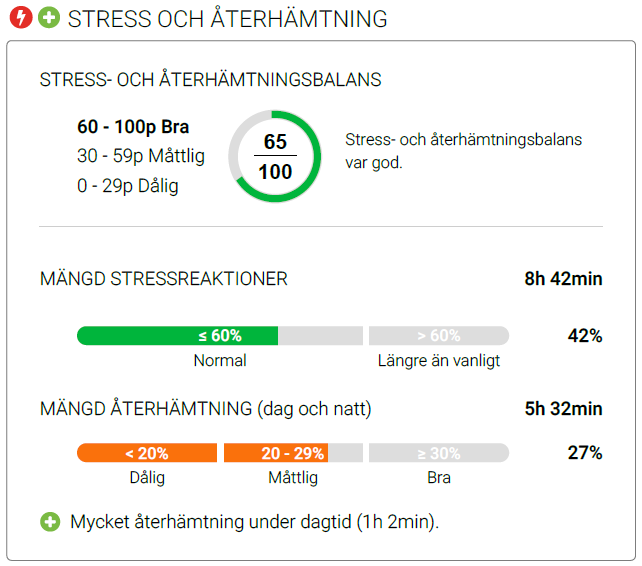 STRESS OCH ÅTERHÄMTNING
STRESS- OCH ÅTERHÄMTNINGSBALANS
60 - 100p Bra
30 - 59p Måttlig
0 - 29p Dålig
65
100
Stress- och återhämtningsbalans
var god.
MÄNGD STRESSREAKTIONER 8h 42min
≤ 60% > 60% 42%
Normal Längre än vanligt
MÄNGD ÅTERHÄMTNING (dag och natt) 5h 32min
< 20% 20 - 29% ≥ 30% 27%
Dålig Måttlig Bra
Mycket återhämtning under dagtid (1h 2min).